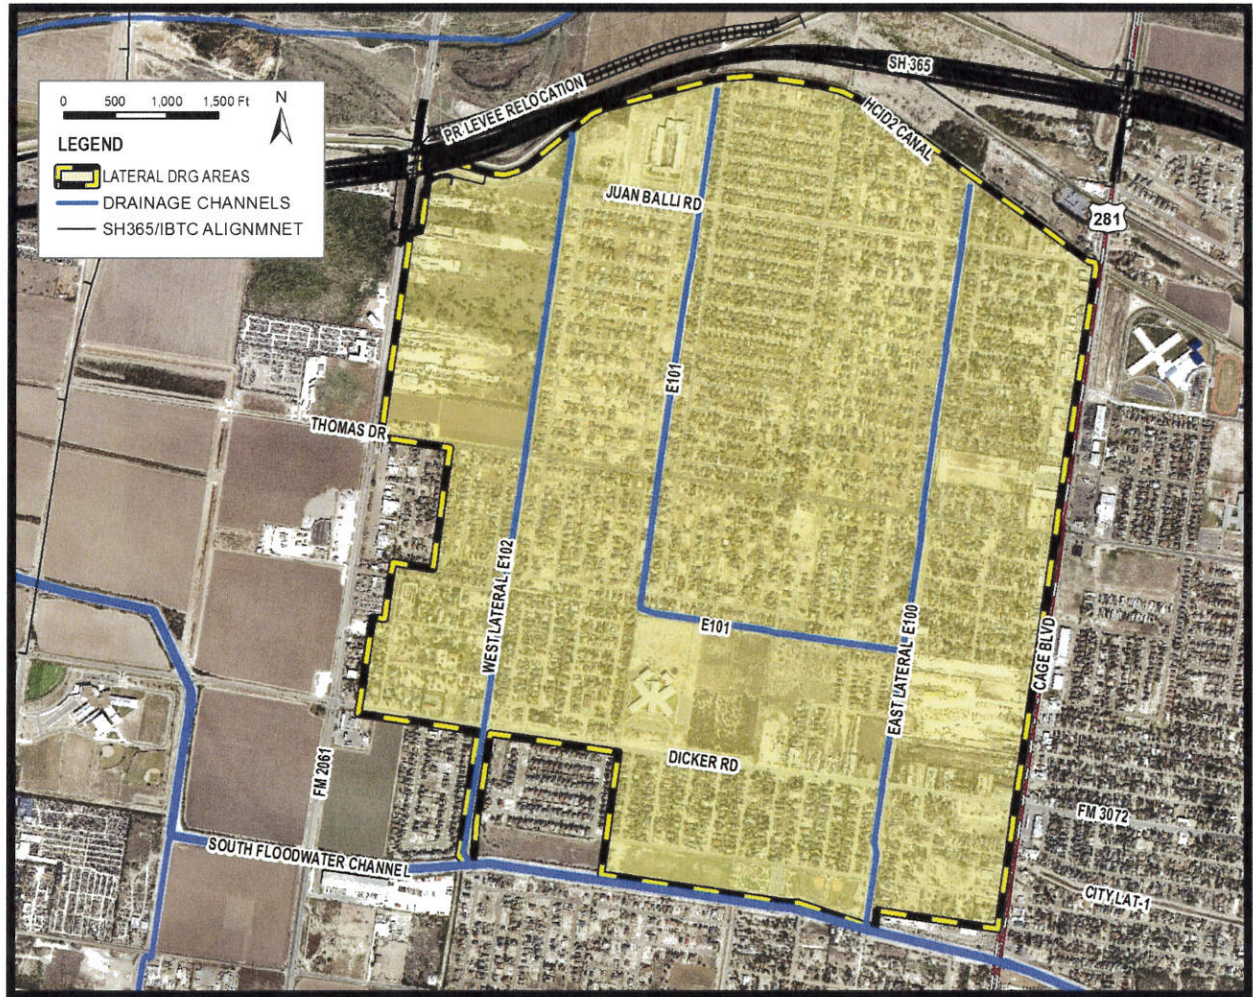 SH 365
PR LEVEE RELOCATION
0 500 1,000 1,500 Ft
N
LEGEND
LATERAL DRG AREAS
DRAINAGE CHANNELS
SH365/IBTC ALIGNMNET
HCID2 CANAL
JUAN BALLI RD
281
E101
THOMAS DR
WEST LATERAL E102
E101
EAST LATERAL E100
CAGE BLVD
DICKER RD
FM 2061
FM 3072
SOUTH FLOODWATER CHANNEL
CITY LAT-1